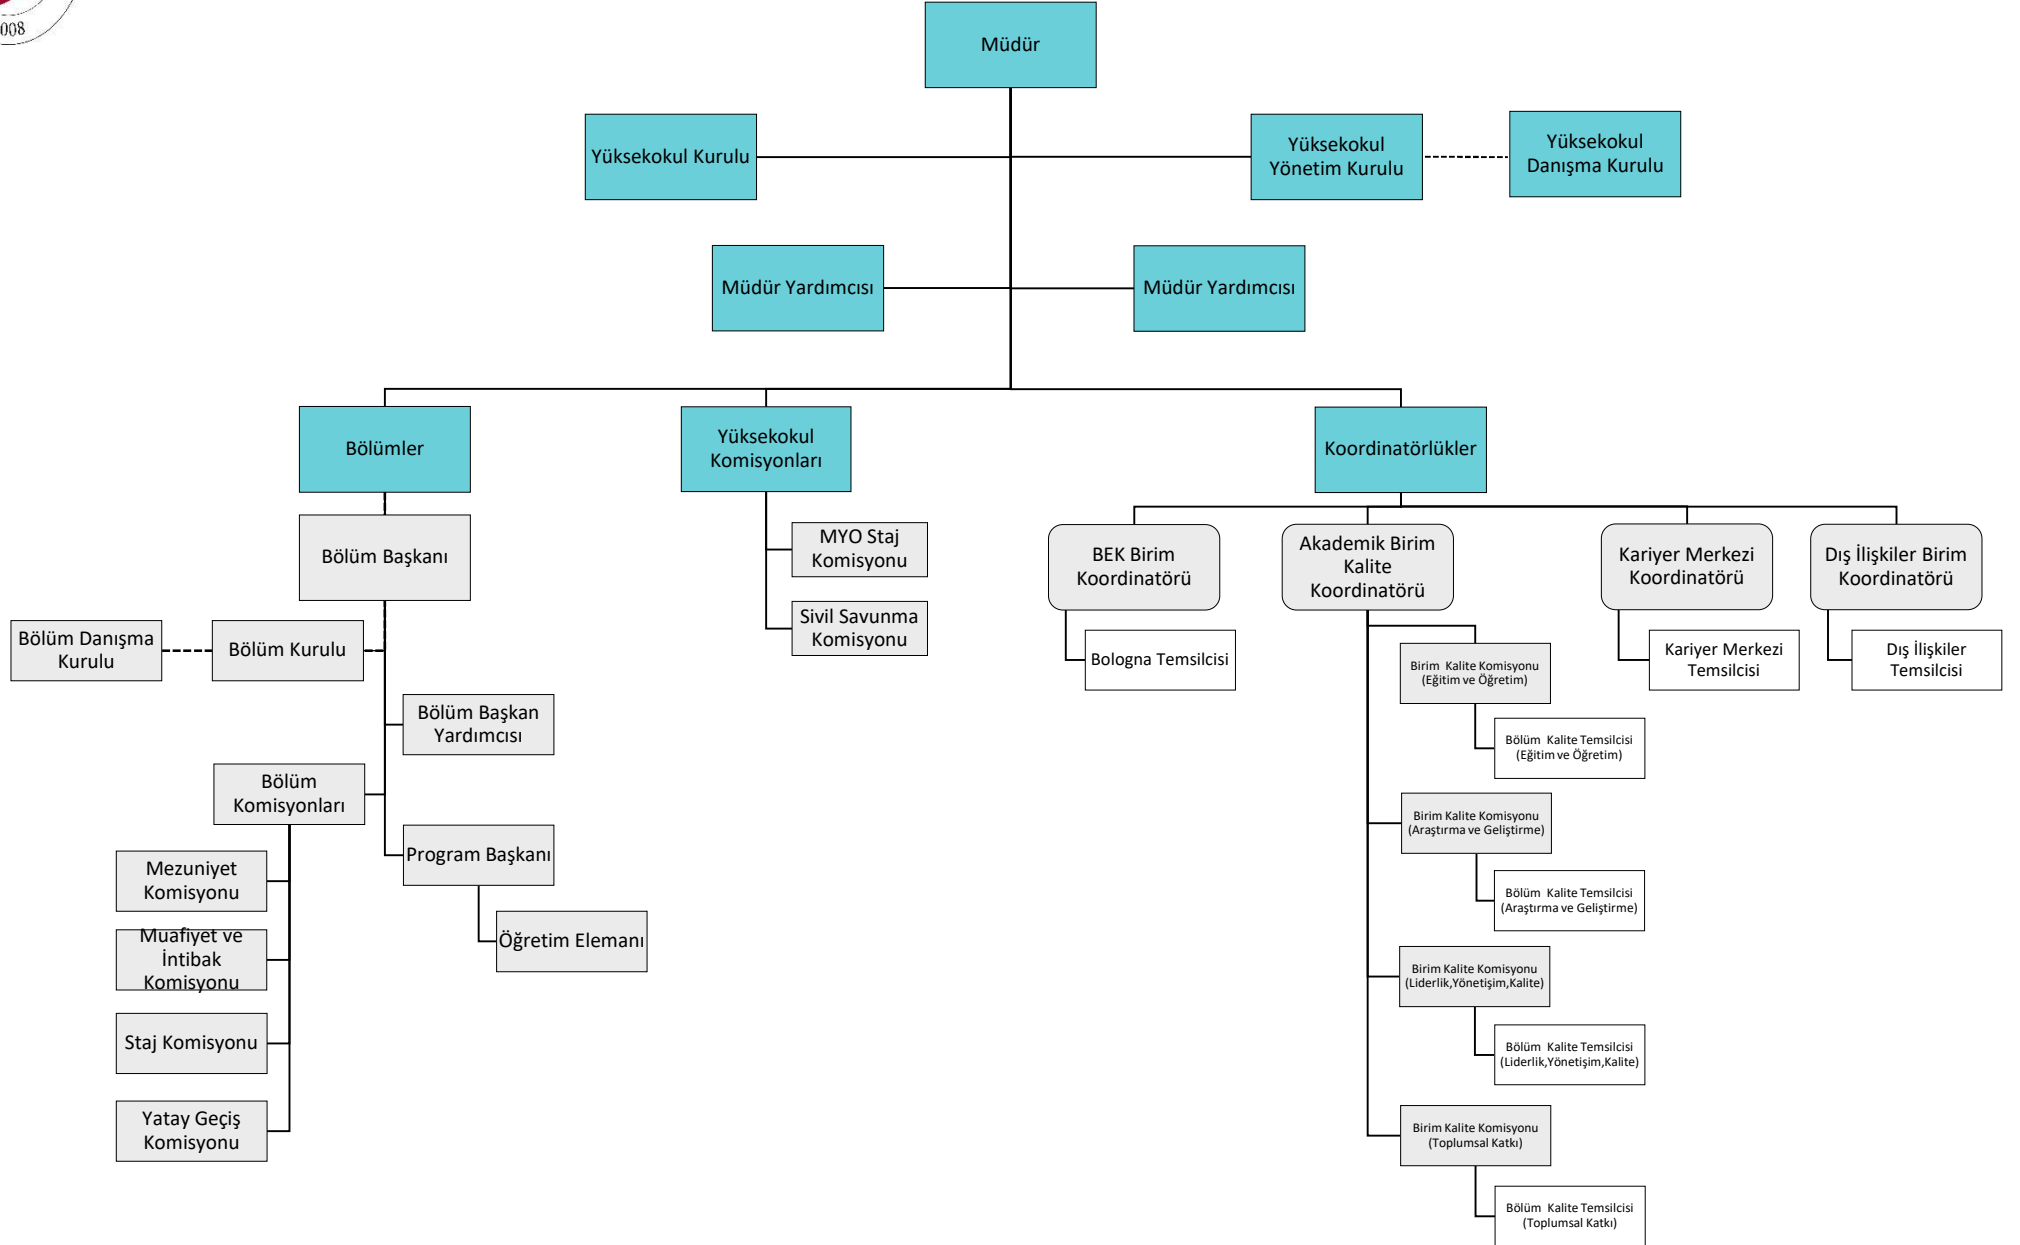 008
Müdür
Yüksekokul Kurulu
Yüksekokul
Yönetim Kurulu
Yüksekokul
Danışma Kurulu
Müdür Yardımcısı
Müdür Yardımcısı
Bölümler
Yüksekokul
Komisyonları
Koordinatörlükler
Bölüm Başkanı
Bölüm Danışma
Kurulu
Bölüm Kurulu
Bölüm Başkan
Yardımcısı
Bölüm
Komisyonları
Program Başkanı
Öğretim Elemanı
Mezuniyet
Komisyonu
Muafiyet ve
İntibak
Komisyonu
Staj Komisyonu
Yatay Geçiş
Komisyonu
MYO Staj
Komisyonu
Sivil Savunma
Komisyonu
BEK Birim
Koordinatörü
Bologna Temsilcisi
Akademik Birim
Kalite
Koordinatörü
Birim Kalite Komisyonu
(Eğitim ve Öğretim)
Bölüm Kalite Temsilcisi
(Eğitim ve Öğretim)
Birim Kalite Komisyonu
(Araştırma ve Geliştirme)
Bölüm Kalite Temsilcisi
(Araştırma ve Geliştirme)
Birim Kalite Komisyonu
(Liderlik,Yönetişim,Kalite)
Bölüm Kalite Temsilcisi
(Liderlik,Yönetişim,Kalite)
Birim Kalite Komisyonu
(Toplumsal Katkı)
Bölüm Kalite Temsilcisi
(Toplumsal Katkı)
Kariyer Merkezi
Koordinatörü
Kariyer Merkezi
Temsilcisi
Dış İlişkiler Birim
Koordinatörü
Dış İlişkiler
Temsilcisi